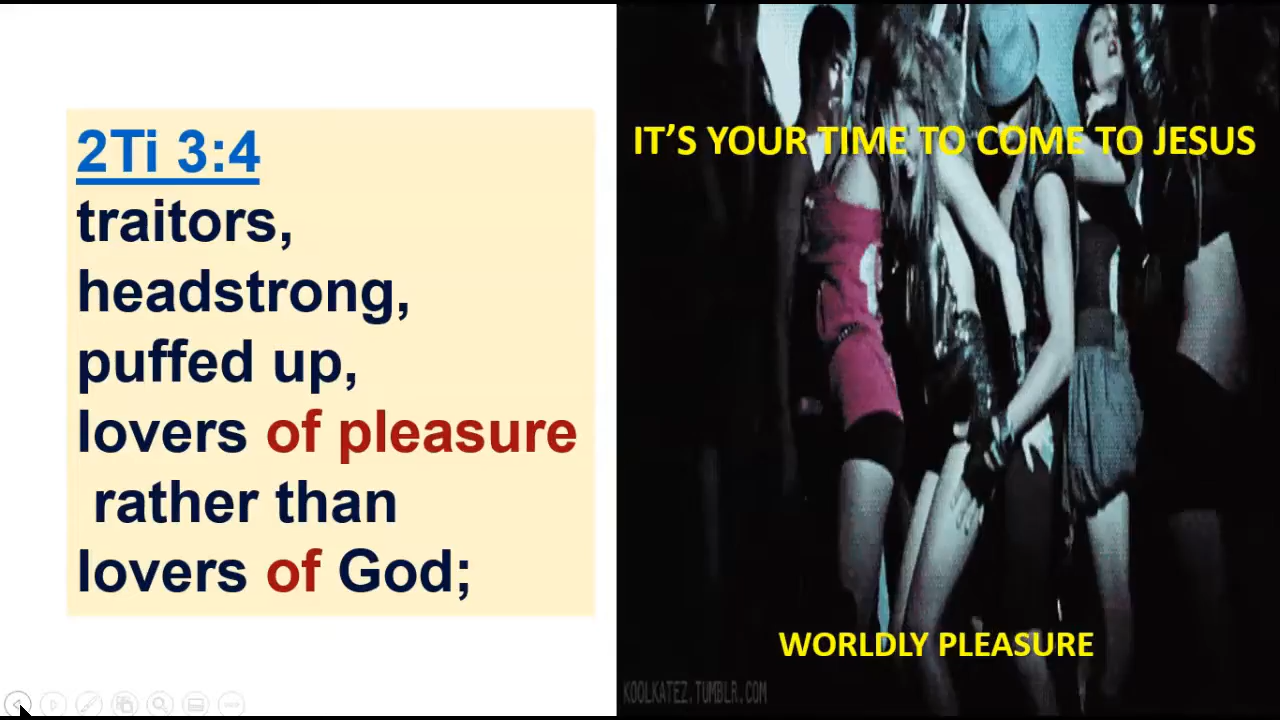 2Ti 3:4
traitors,
headstrong,
puffed up,
lovers of pleasure
rather than
lovers of God;
IT’S YOUR TIME TO COME TO JESUS
WORLDLY PLEASURE
KOOLKATEZ.TUMBLR.COM